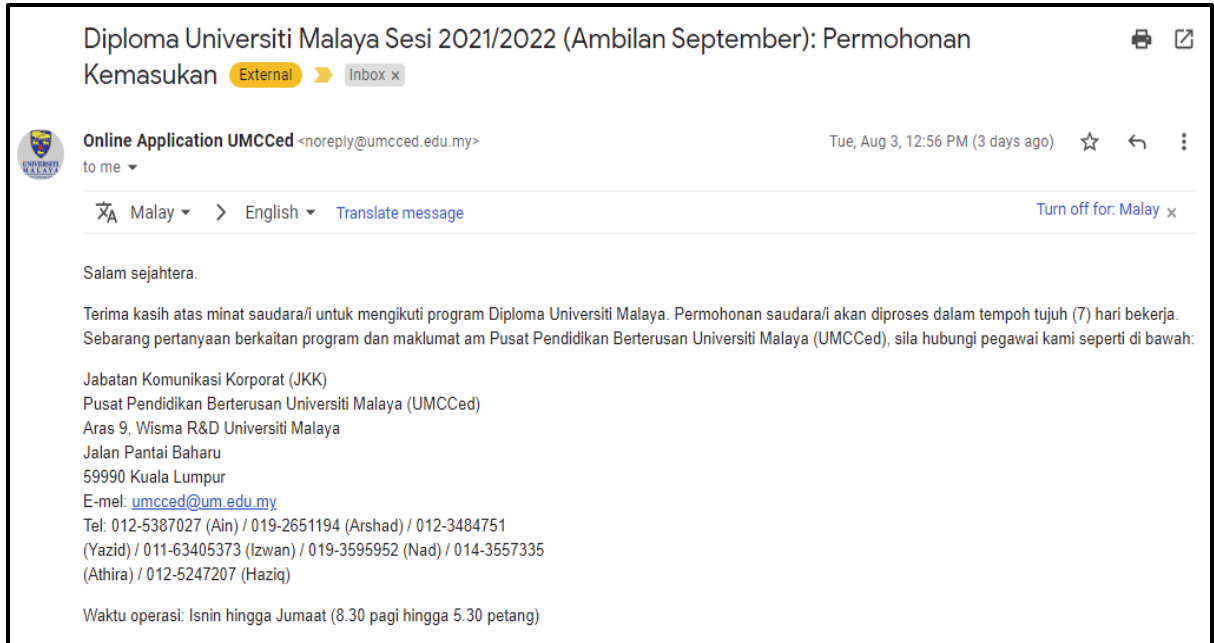 Diploma Universiti Malaya Sesi 2021/2022 (Ambilan September): Permohonan
Kemasukan External Inbox x
Online Application UMCCed <noreply@umcced.edu.my>
Tue, Aug 3, 12:56 PM (3 days ago)
to me
UNIVERSITI
MALAYA
Malay > English Translate message
Turn off for: Malay x
Salam sejahtera.
Terima kasih atas minat saudara/i untuk mengikuti program Diploma Universiti Malaya. Permohonan saudara/i akan diproses dalam tempoh tujuh (7) hari bekerja.
Sebarang pertanyaan berkaitan program dan maklumat am Pusat Pendidikan Berterusan Universiti Malaya (UMCCed), sila hubungi pegawai kami seperti di bawah:
Jabatan Komunikasi Korporat (JKK)
Pusat Pendidikan Berterusan Universiti Malaya (UMCCed)
Aras 9, Wisma R&D Universiti Malaya
Jalan Pantai Baharu
59990 Kuala Lumpur
E-mel: umcced@um.edu.my
Tel: 012-5387027 (Ain) / 019-2651194 (Arshad) / 012-3484751
(Yazid) / 011-63405373 (Izwan) / 019-3595952 (Nad) / 014-3557335
(Athira) / 012-5247207 (Haziq)
Waktu operasi: Isnin hingga Jumaat (8.30 pagi hingga 5.30 petang)